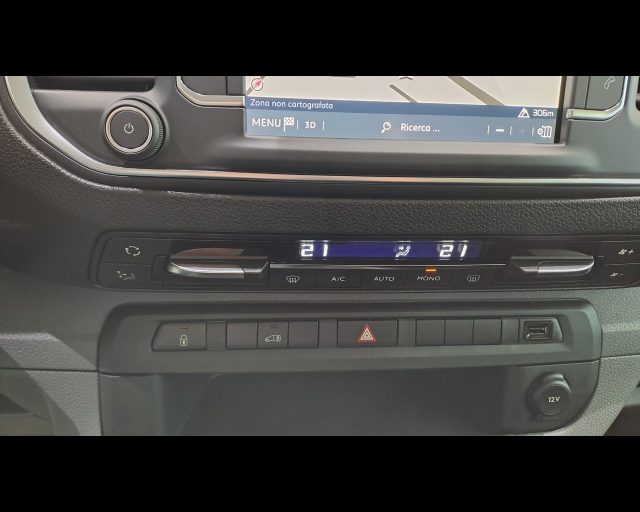 Zona non cartografata
306m
MENU 3D Ricerca ... - +
21 21
A/C AUTO MONO
12V